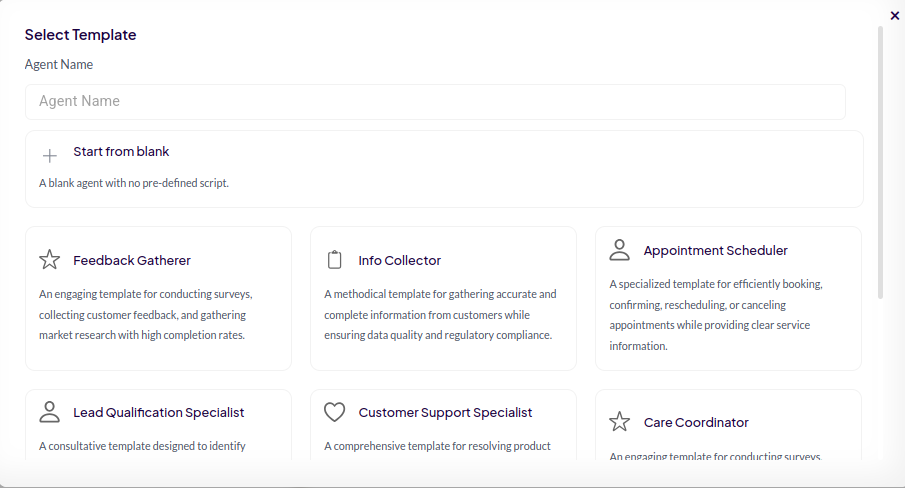 Select Template
Agent Name
Agent Name
Start from blank
A blank agent with no pre-defined script.
Feedback Gatherer
An engaging template for conducting surveys,
collecting customer feedback, and gathering
market research with high completion rates.
Info Collector
A methodical template for gathering accurate and
complete information from customers while
ensuring data quality and regulatory compliance.
Appointment Scheduler
A specialized template for efficiently booking,
confirming, rescheduling, or canceling
appointments while providing clear service
information.
Lead Qualification Specialist
A consultative template designed to identify
Customer Support Specialist
A comprehensive template for resolving product
Care Coordinator
An engaging template for conducting surveys,